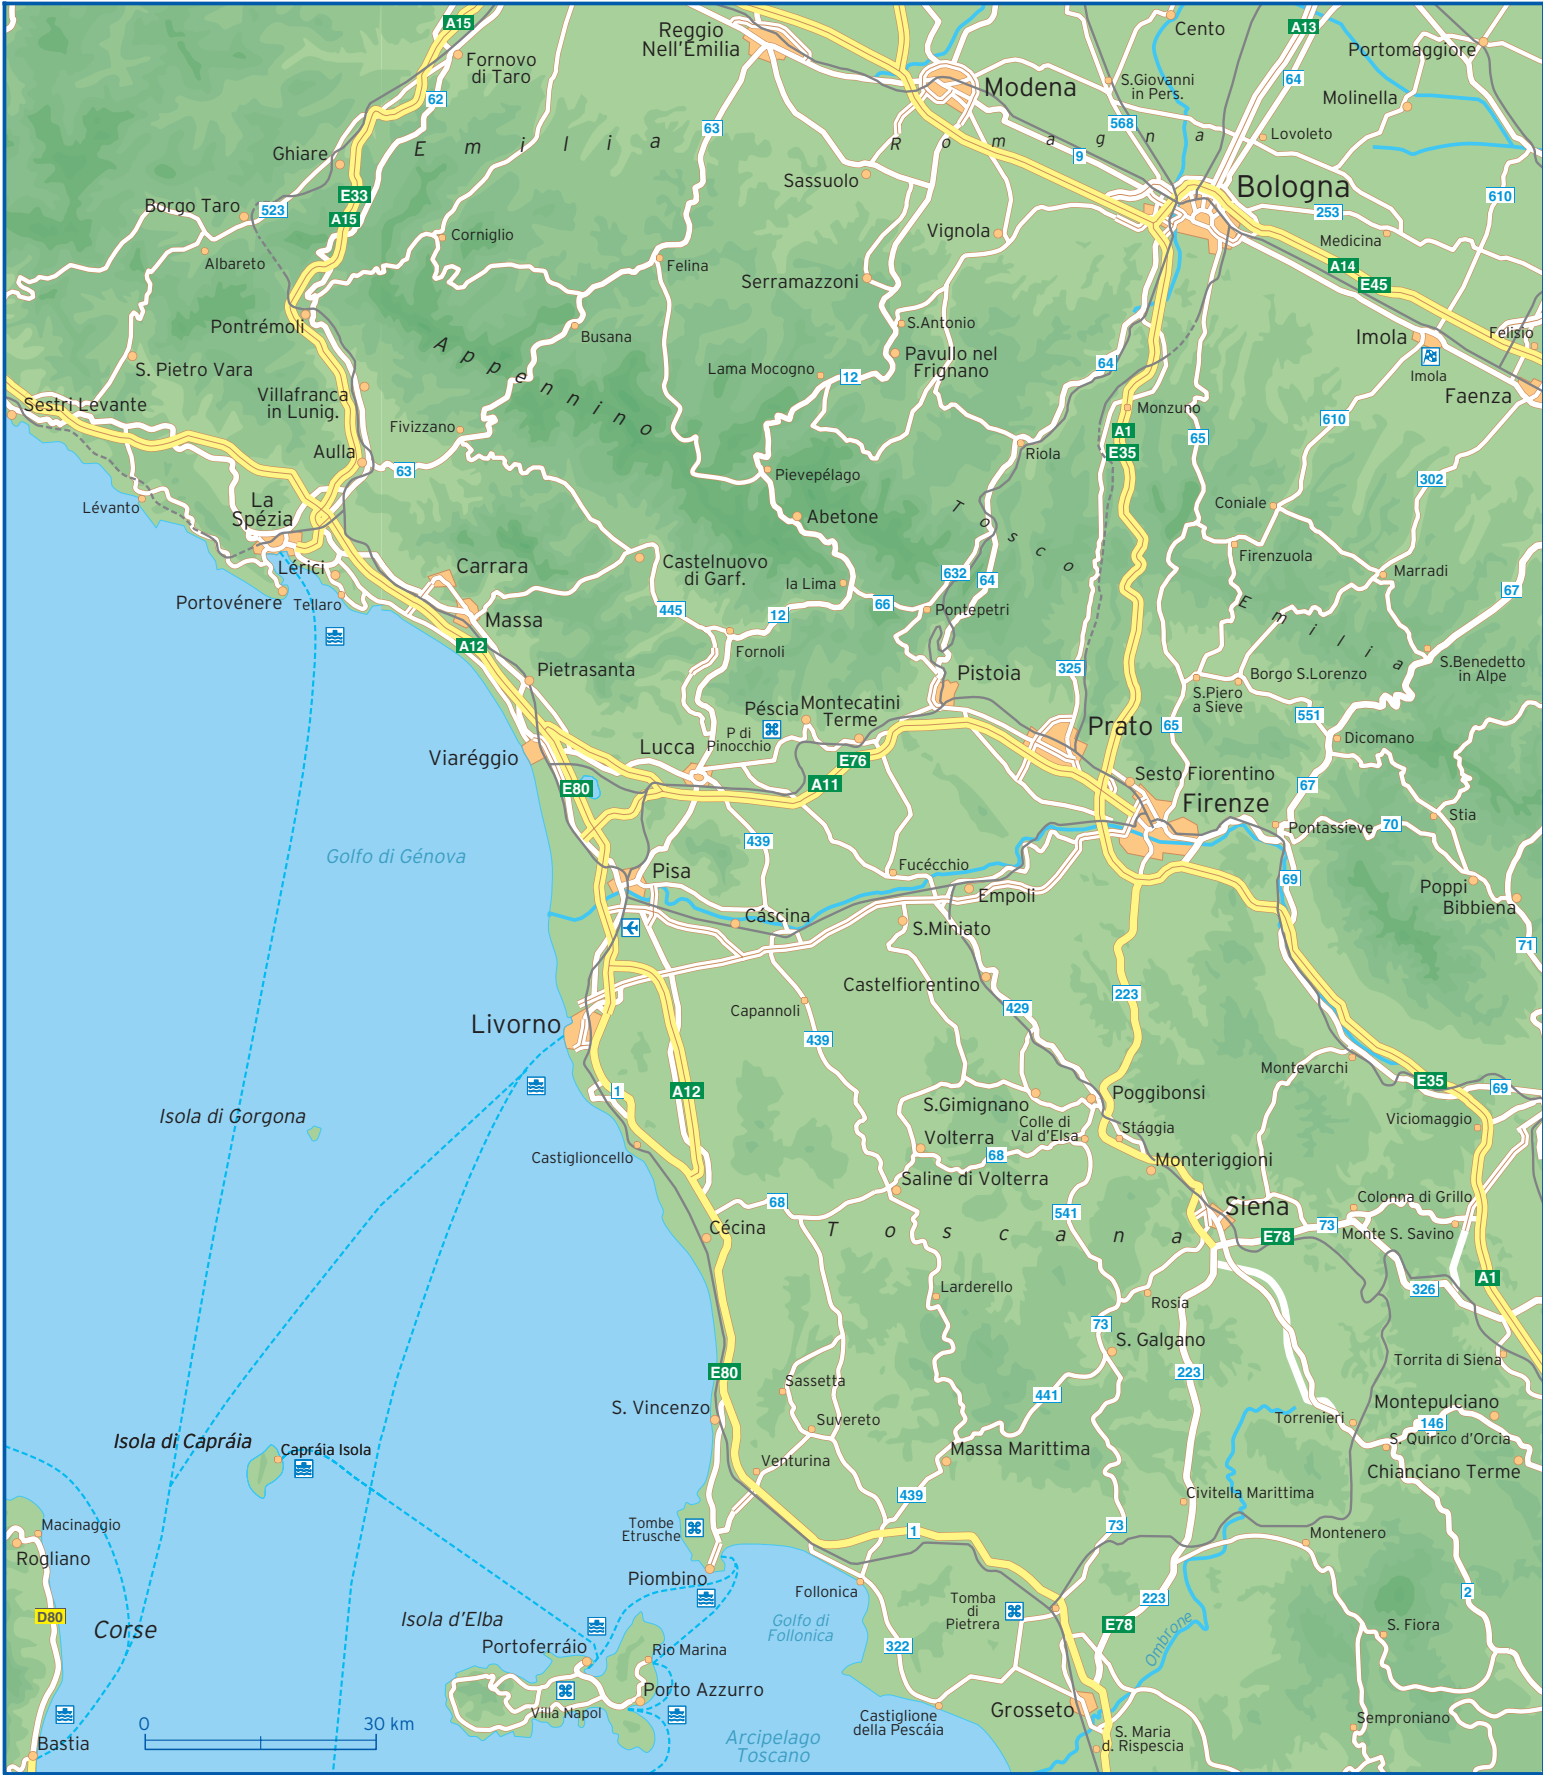 A15
Reggio
Nell'Emilia
Cento
A13
Portomaggiore
Fornovo
di Taro
62
Modena
S.Giovanni
in Pers.
64
Molinella
63
568
Lovoleto
E m i l i a
R o m a g n a
9
Ghiare
Sassuolo
Bologna
E33
A15
523
Borgo Taro
610
253
Corniglio
Vignola
Medicina
Albareto
Felina
A14
E45
Serramazzoni
Pontrémoli
S.Antonio
Busana
Imola
Felisio
Pavullo nel
Frignano
Imola
64
S. Pietro Vara
A p p e n n i n o
Lama Mocogno
12
Villafranca
in Lunig.
Faenza
Sestri Levante
Monzuno
610
Fivizzano
A1
E35
65
Aulla
Riola
63
Pievepélago
302
La
Spézia
Lévanto
Abetone
T o s c o
Coniale
Firenzuola
Lérici
Carrara
Castelnuovo
di Garf.
la Lima
632
64
Marradi
Portovénere
Tellaro
445
12
66
Pontepetri
67
E m i l i a
Massa
A12
Fornoli
Pietrasanta
325
S.Benedetto
in Alpe
Pistoia
S.Piero
a Sieve
Borgo S.Lorenzo
Péscia
Montecatini
Terme
551
P di
Pinocchio
Prato
65
Dicomano
Viaréggio
Lucca
E76
A11
E80
Sesto Fiorentino
67
Firenze
Stia
Pontassieve
70
439
Golfo di Génova
Fucécchio
Pisa
69
Empoli
Poppi
Bibbiena
Cáscina
S.Miniato
71
Castelfiorentino
223
Capannoli
429
Livorno
439
Montevarchi
1
A12
E35
69
Poggibonsi
Isola di Gorgona
S.Gimignano
Colle di
Val d'Elsa
Stággia
Viciomaggio
Castiglioncello
Volterra
68
Monteriggioni
Saline di Volterra
68
541
Siena
Colonna di Grillo
73
Monte S. Savino
E78
Cécina
T o s c a n a
A1
Larderello
326
Rosia
73
S. Galgano
E80
223
Torrita di Siena
Sassetta
441
S. Vincenzo
Suvereto
Montepulciano
146
Torrenieri
S. Quirico d'Orcia
Isola di Capráia
Capráia Isola
Massa Marittima
Venturina
Chianciano Terme
439
Civitella Marittima
Macinaggio
Tombe
Etrusche
1
73
Montenero
Rogliano
Piombino
Follonica
Tomba
di
Pietrera
223
2
D80
Isola d'Elba
Golfo di
Follonica
E78
Ombrone
S. Fiora
Corse
Portoferráio
Rio Marina
322
Porto Azzurro
Villa Napol
Grosseto
Castiglione
della Pescáia
Semproniano
0
30 km
Arcipelago
Toscano
S. Maria
d. Rispescia
Bastia